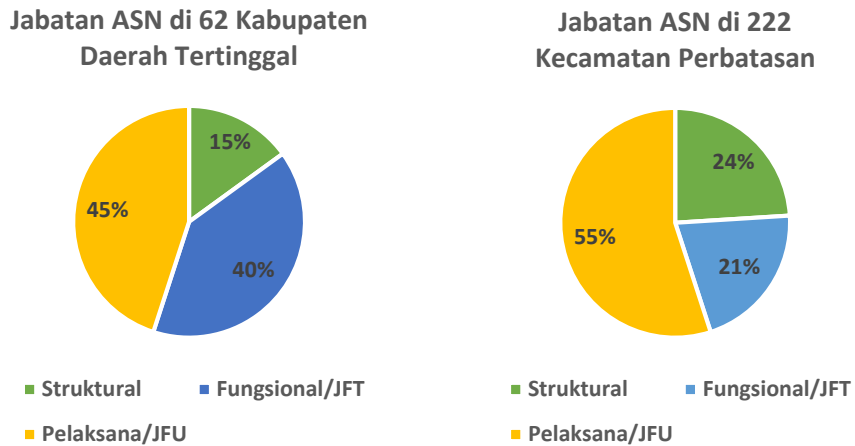 Jabatan ASN di 62 Kabupaten
Daerah Tertinggal
15%
45%
40%
Struktural
Fungsional/JFT
Pelaksana/JFU
Jabatan ASN di 222
Kecamatan Perbatasan
24%
55%
21%
Struktural
Fungsional/JFT
Pelaksana/JFU